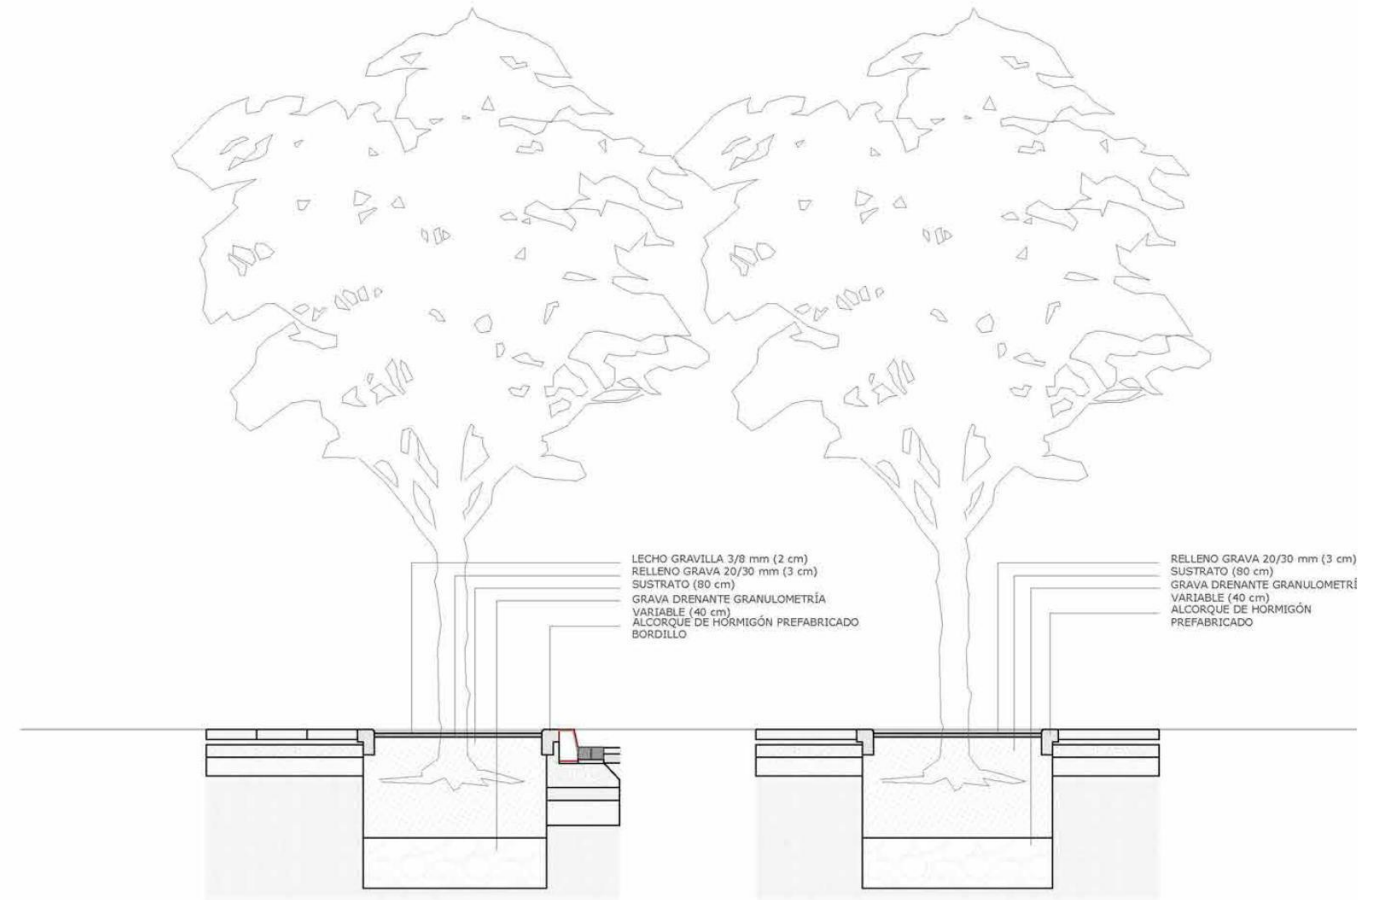 LECHO GRAVILLA 3/8 mm (2 cm)
RELLENO GRAVA 20/30 mm (3 cm)
SUSTRATO (80 cm)
GRAVA DRENANTE GRANULOMETRÍA
VARIABLE (40 cm)
ALCORQUE DE HORMIGÓN PREFABRICADO
BORDILLO
RELLENO GRAVA 20/30 mm (3 cm)
SUSTRATO (80 cm)
GRAVA DRENANTE GRANULOMETRÍ
VARIABLE (40 cm)
ALCORQUE DE HORMIGÓN
PREFABRICADO